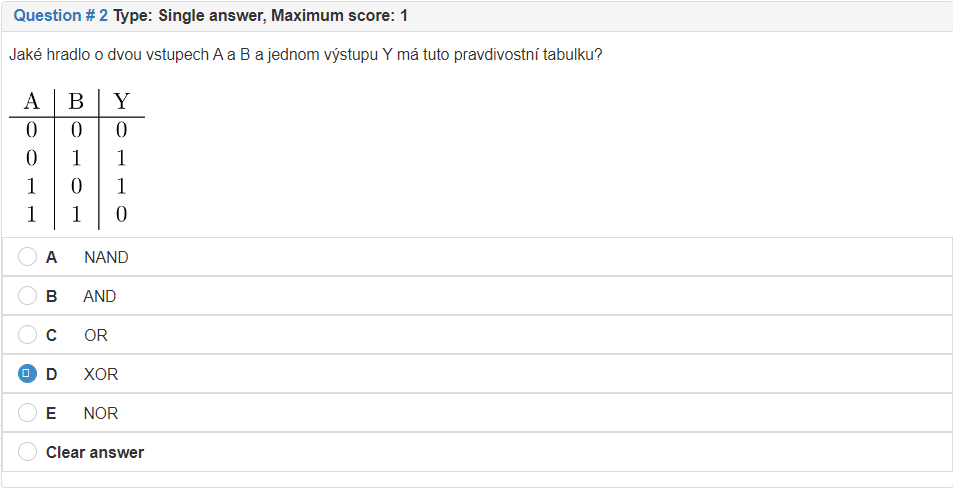 Question # 2 Type: Single answer, Maximum score: 1
Jaké hradlo o dvou vstupech A a B a jednom výstupu Y má tuto pravdivostní tabulku?
A B Y
0 0 0
0 1 1
1 0 1
1 1 0
A NAND
B AND
C OR
D XOR
E NOR
Clear answer